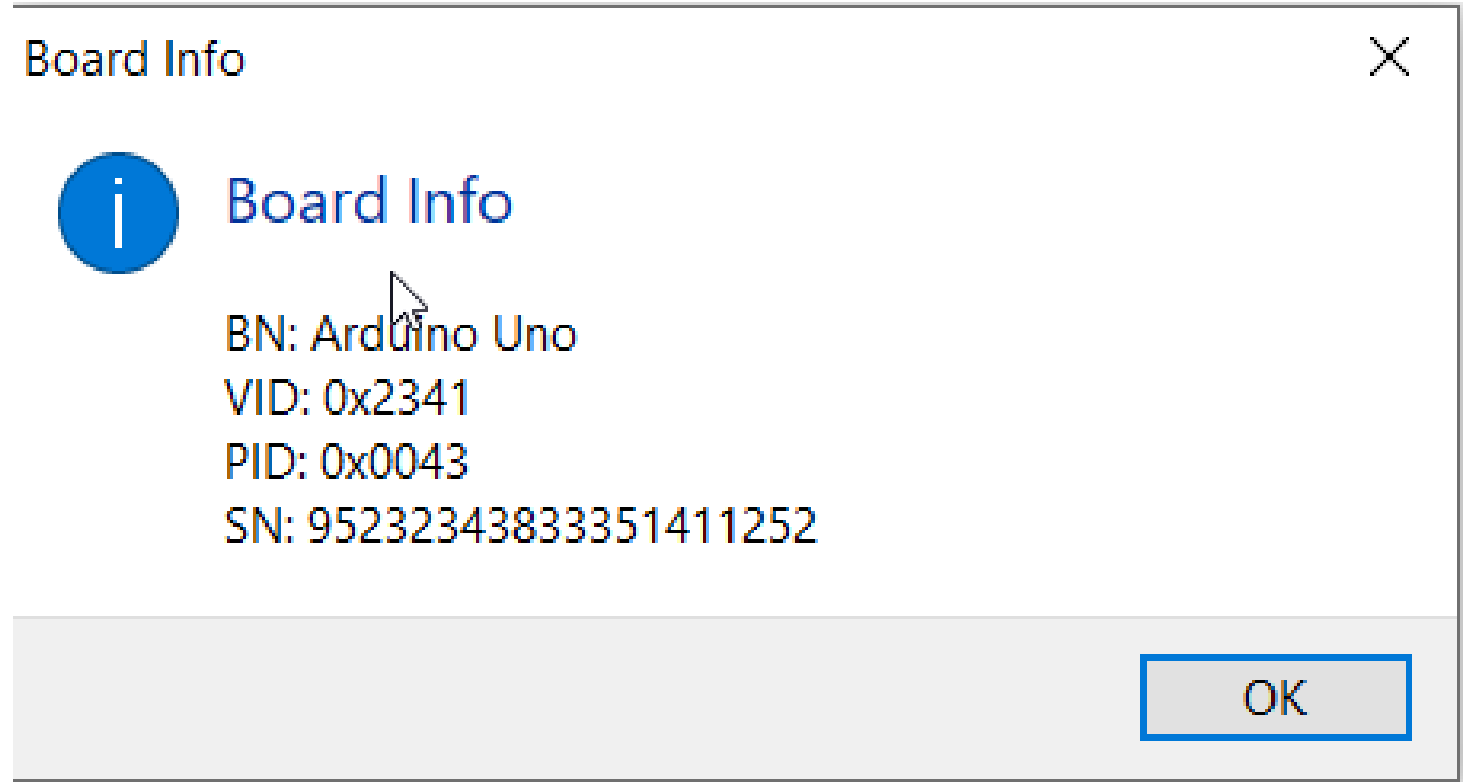 Board Info
Board Info
BN: Arduino Uno
VID: 0x2341
PID: 0x0043
SN: 95232343833351411252
OK